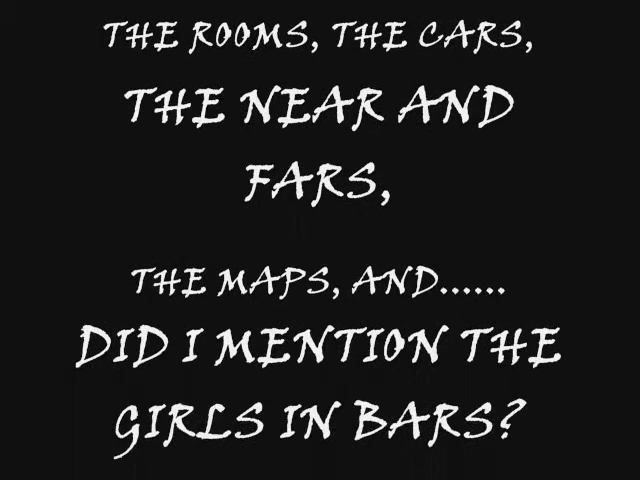 THE ROOMS, THE CARS,
THE NEAR AND
FARS,
THE MAPS, AND......
DID I MENTION THE
GIRLS IN BARS?